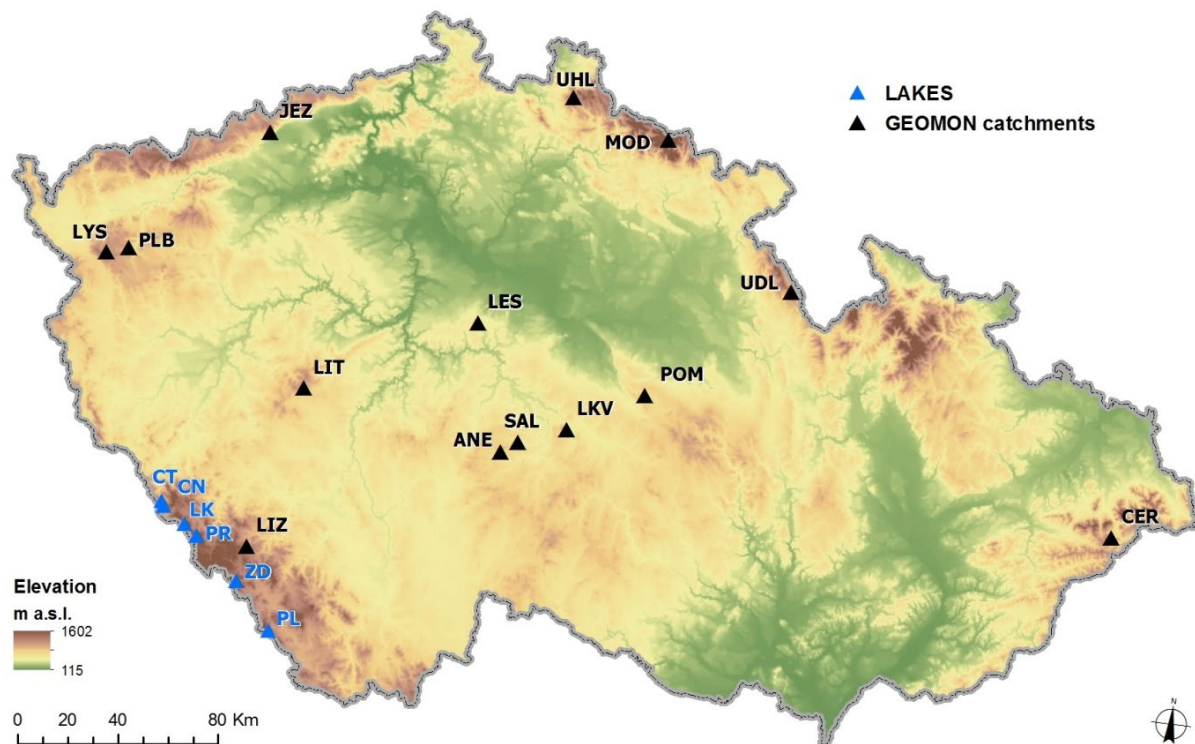 UHL
LAKES
JEZ
GEOMON catchments
MOD
LYS
PLB
UDL
LES
LIT
POM
SAL
LKV
ANE
CT
CN
LK
PR
LIZ
CER
ZD
PL
Elevation
m a.s.l.
1602
115
0 20 40 80 Km
N